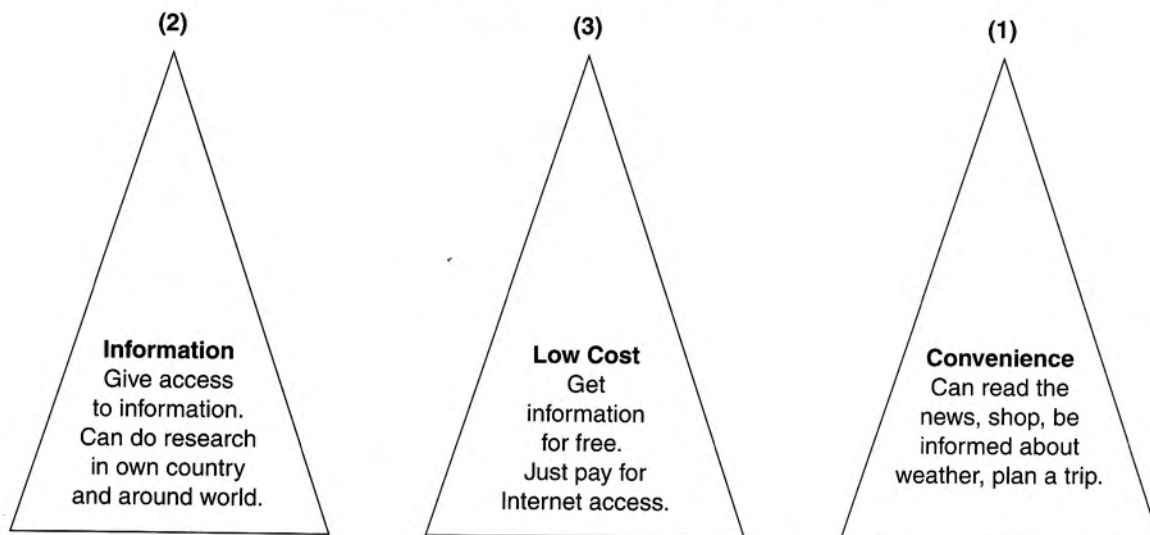 (2)
Information
Give access
to information.
Can do research
in own country
and around world.
(3)
Low Cost
Get
information
for free.
Just pay for
Internet access.
(1)
Convenience
Can read the
news, shop, be
informed about
weather, plan a trip.